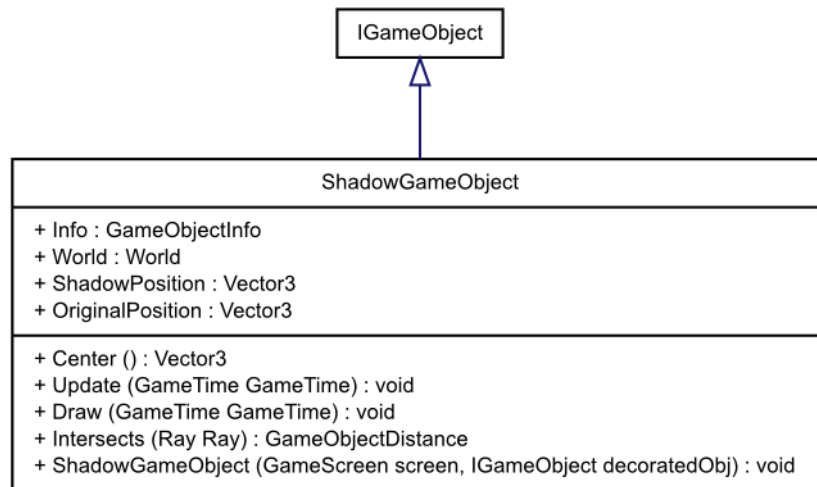 IGameObject
ShadowGameObject
+ Info : GameObjectInfo
+ World : World
+ ShadowPosition : Vector3
+ OriginalPosition : Vector3
+ Center () : Vector3
+ Update (GameTime GameTime) : void
+ Draw (GameTime GameTime) : void
+ Intersects (Ray Ray) : GameObjectDistance
+ ShadowGameObject (GameScreen screen, IGameObject decoratedObj) : void